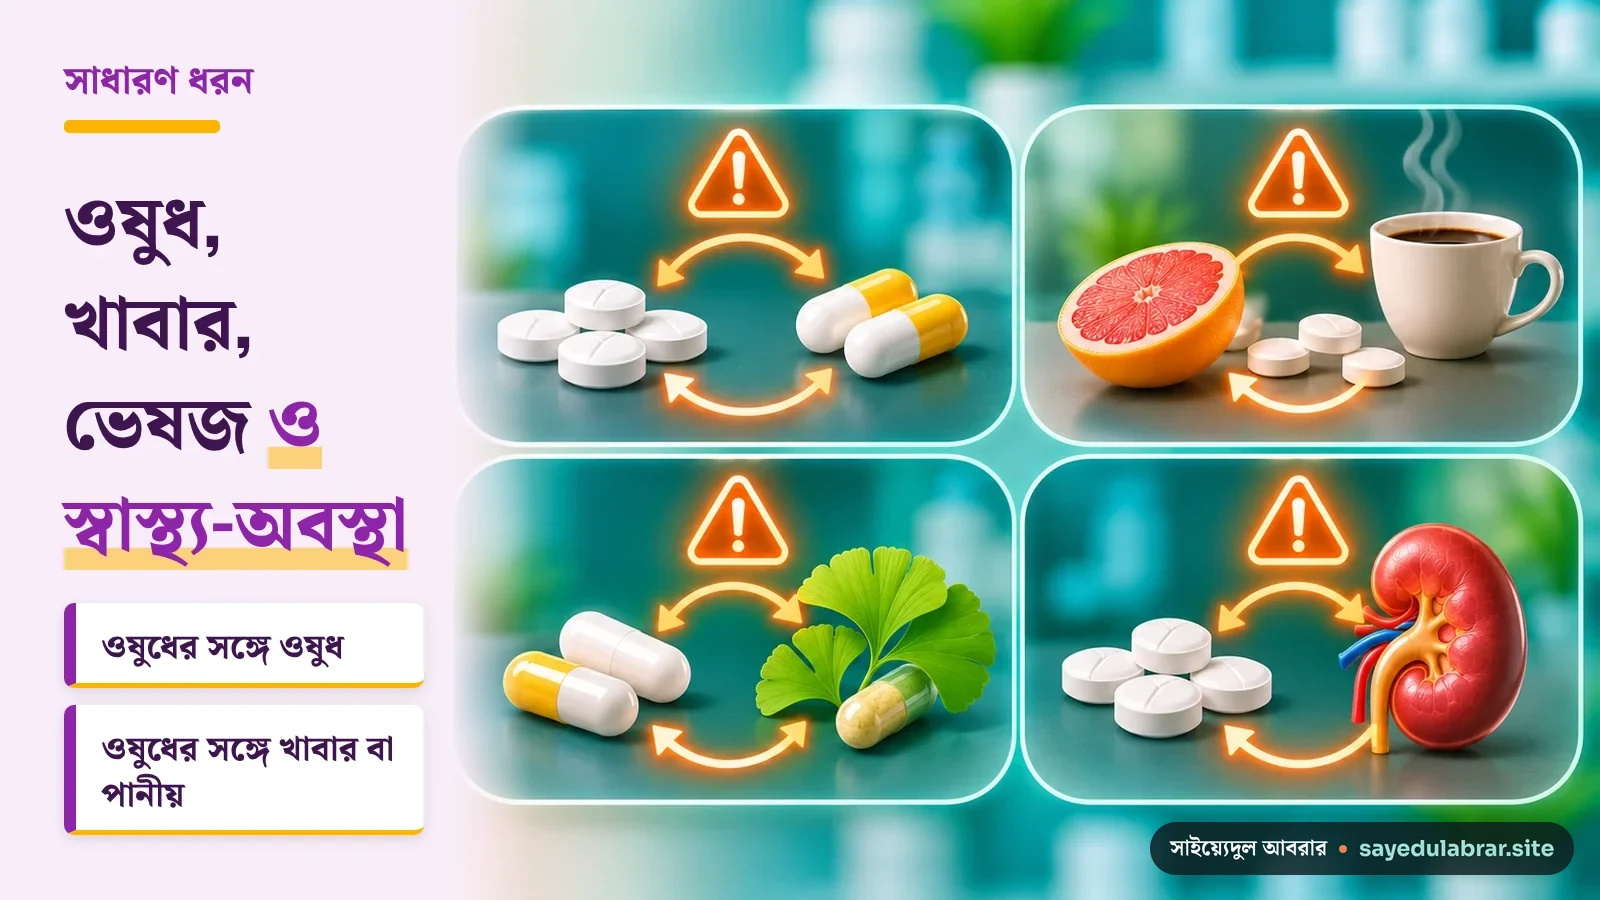 সাধারণ ধরন
ওষুধ,
খাবার,
ভেষজ ও
স্বাস্থ্য-অবস্থা
ওষুধের সঙ্গে ওষুধ
ওষুধের সঙ্গে খাবার বা
পানীয়
সাইয়্যেদুল আবরার • sayedulabrar.site